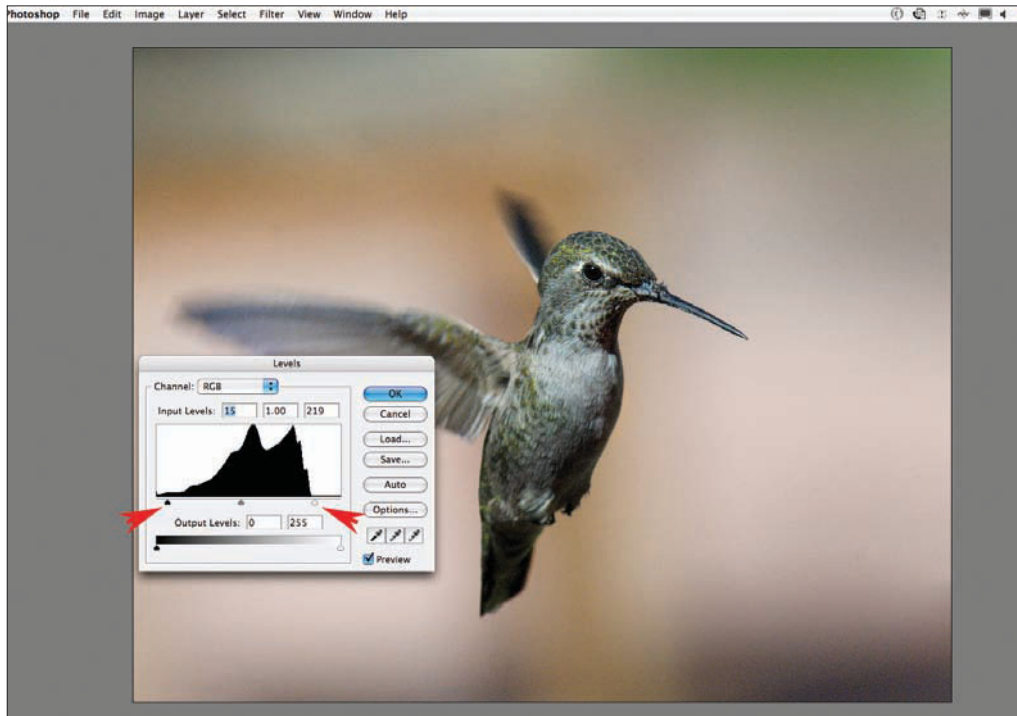 Photoshop File Edit Image Layer Select Filter View Window Help
Levels
Channel: RGB
Input Levels: 15 1.00 219
Output Levels: 0 255
OK
Cancel
Load...
Save...
Auto
Options...
Preview